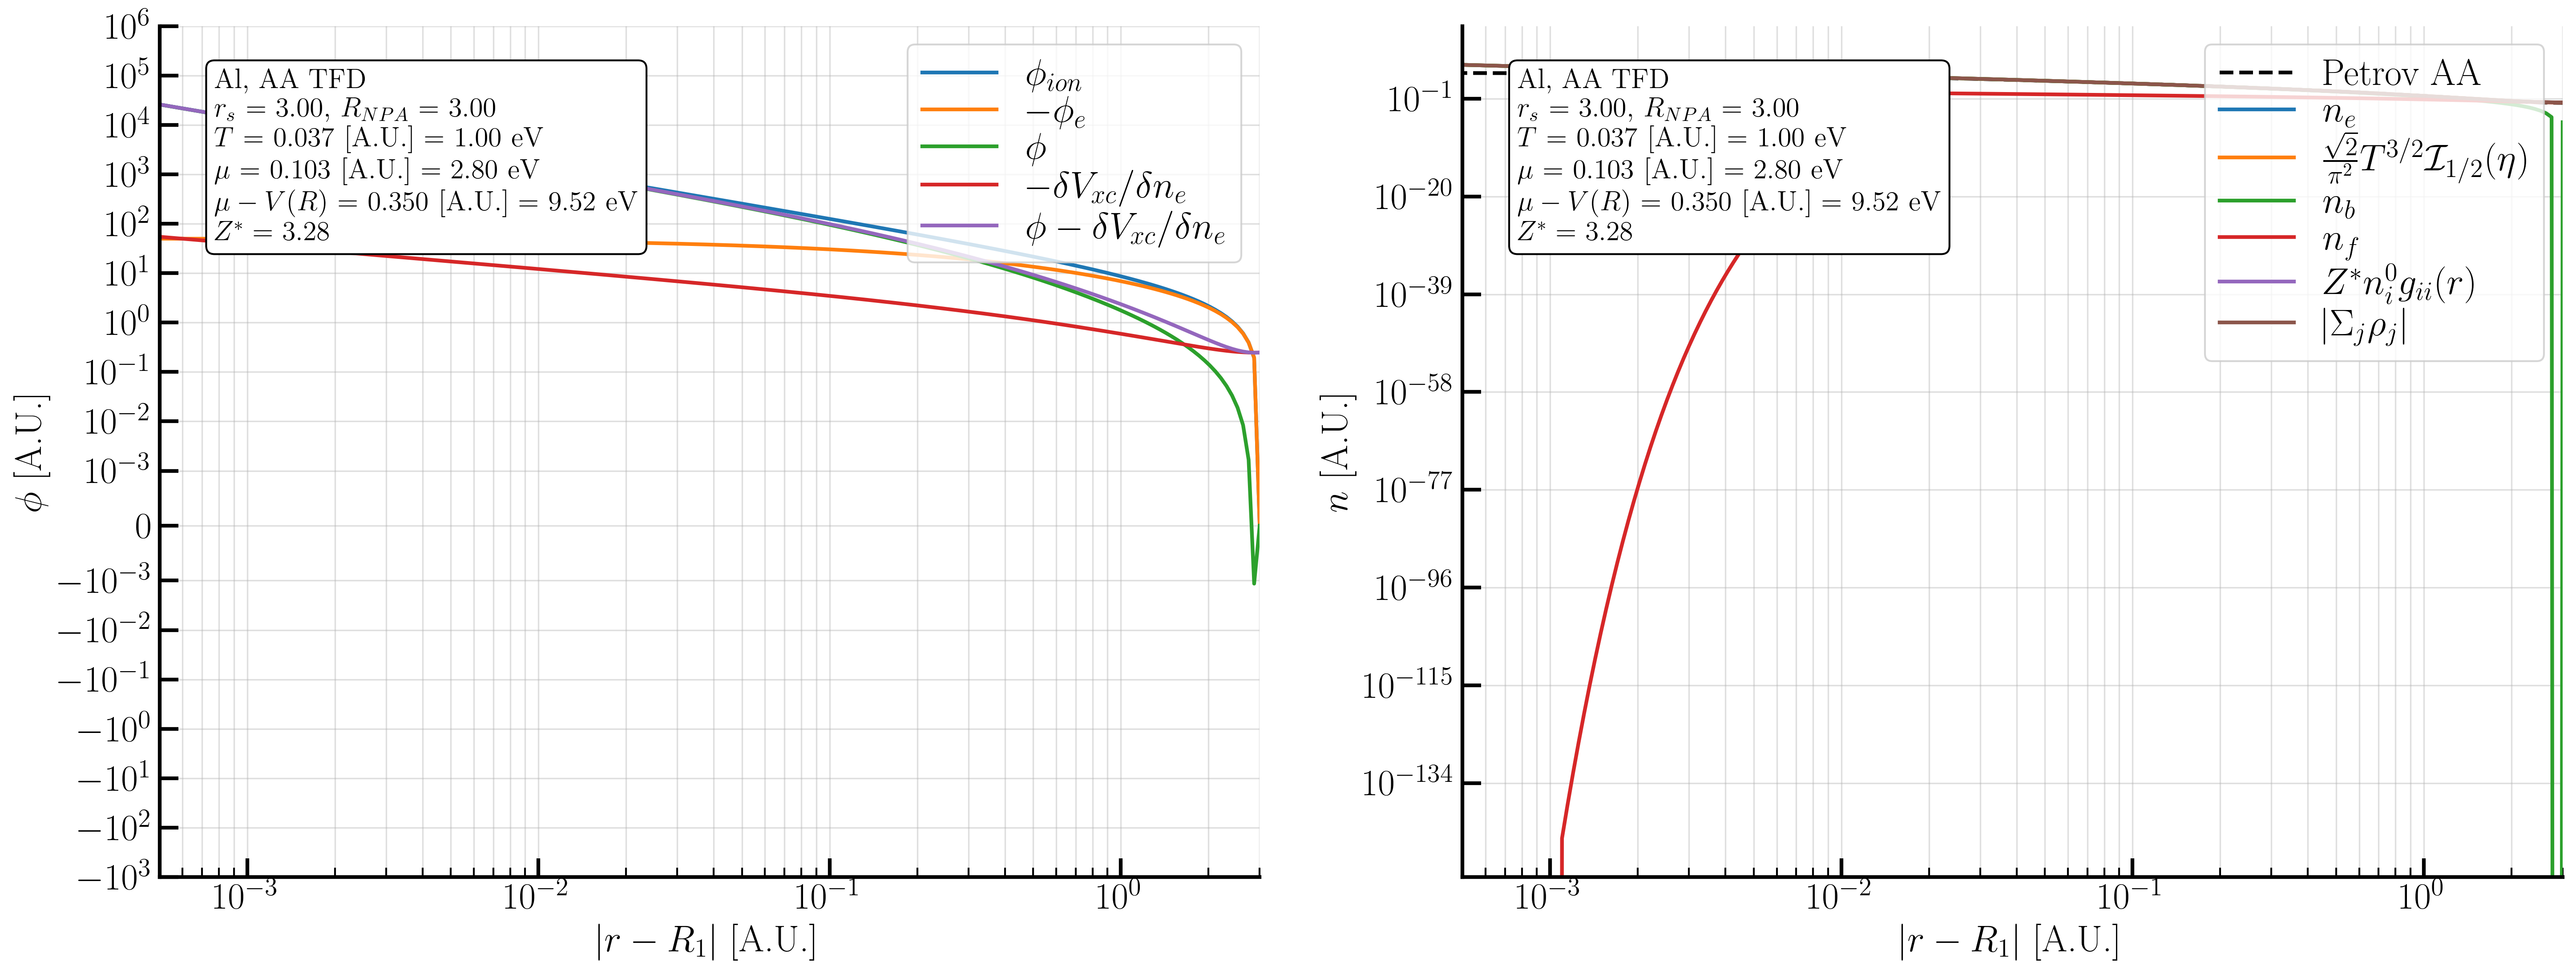 10^6
10^5
10^4
10^3
10^2
10^1
10^0
10^−1
10^−2
10^−3
0
−10^−3
−10^−2
−10^−1
−10^0
−10^1
−10^2
−10^3
ϕ [A.U.]
Al, AA TFD
r_s = 3.00, R_NPA = 3.00
T = 0.037 [A.U.] = 1.00 eV
μ = 0.103 [A.U.] = 2.80 eV
μ − V(R) = 0.350 [A.U.] = 9.52 eV
Z* = 3.28
ϕ_ion
−ϕ_e
ϕ
−δV_xc/δn_e
ϕ − δV_xc/δn_e
10^−3 10^−2 10^−1 10^0
|r − R_1| [A.U.]
10^−1
10^−20
10^−39
10^−58
10^−77
10^−96
10^−115
10^−134
n [A.U.]
Al, AA TFD
r_s = 3.00, R_NPA = 3.00
T = 0.037 [A.U.] = 1.00 eV
μ = 0.103 [A.U.] = 2.80 eV
μ − V(R) = 0.350 [A.U.] = 9.52 eV
Z* = 3.28
Petrov AA
n_e
√2/π^2 T^3/2 I_1/2(η)
n_b
n_f
Z* n_i^0 g_ii(r)
|Σ_j ρ_j|
10^−3 10^−2 10^−1 10^0
|r − R_1| [A.U.]